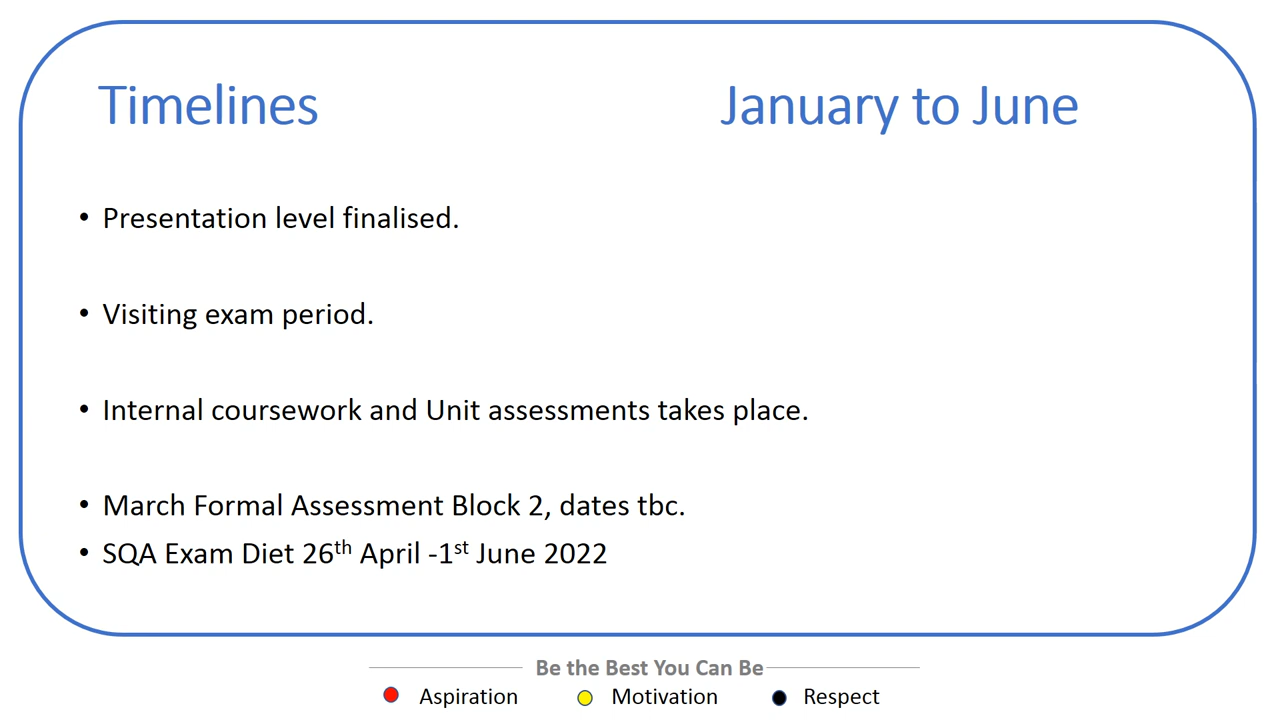 Timelines January to June
• Presentation level finalised.
• Visiting exam period.
• Internal coursework and Unit assessments takes place.
• March Formal Assessment Block 2, dates tbc.
• SQA Exam Diet 26th April -1st June 2022
Be the Best You Can Be
Aspiration Motivation Respect